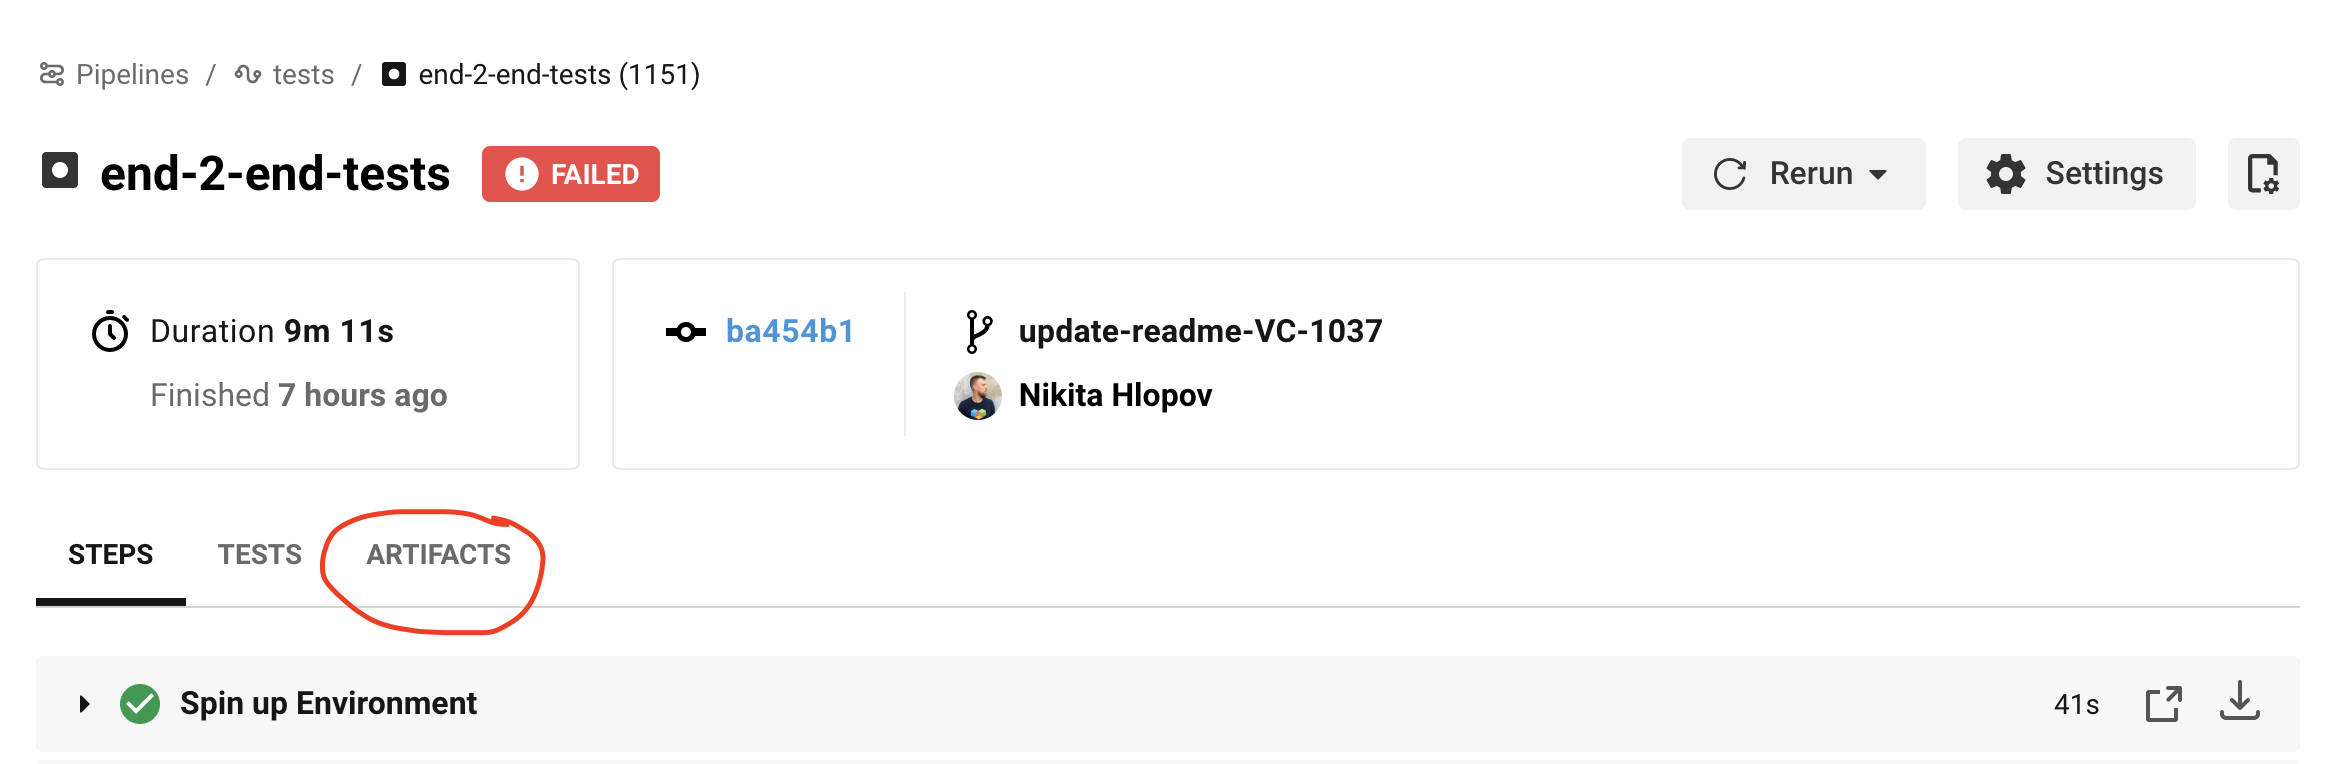 Pipelines / tests / end-2-end-tests (1151)
end-2-end-tests ! FAILED Rerun Settings
Duration 9m 11s
Finished 7 hours ago
ba454b1
update-readme-VC-1037
Nikita Hlopov
STEPS TESTS ARTIFACTS
Spin up Environment 41s